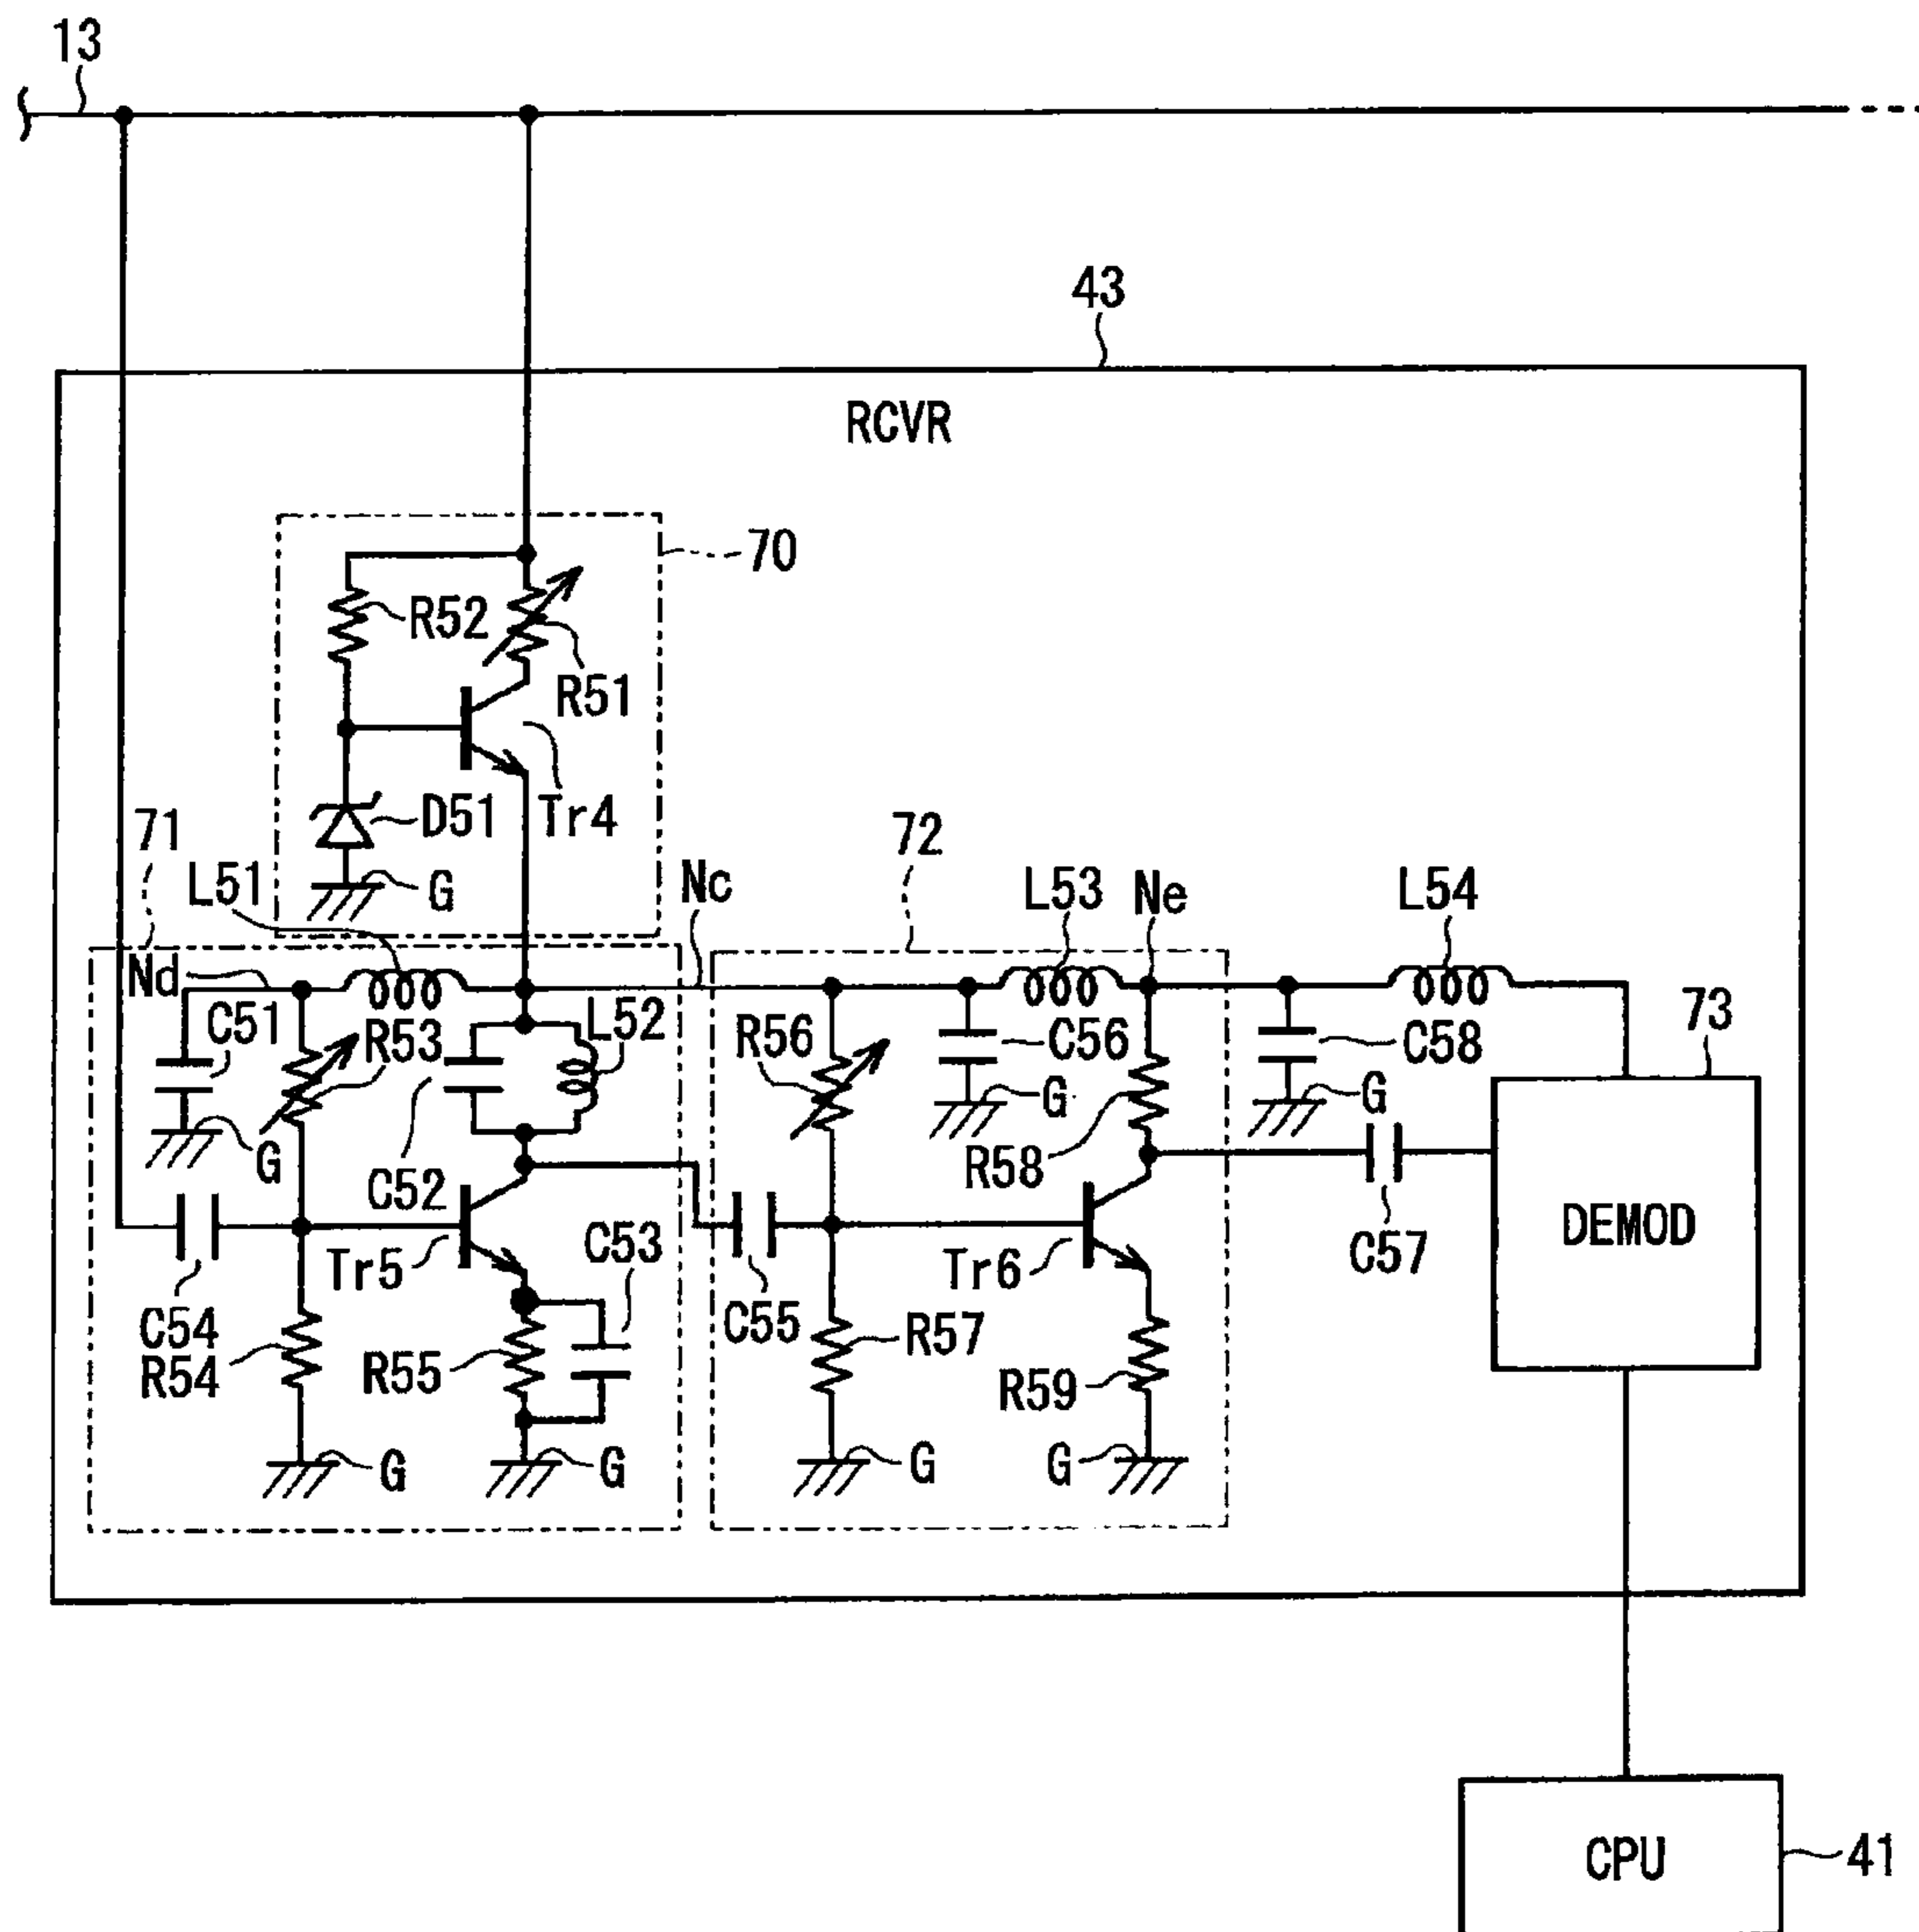 13
43
RCVR
70
R52
R51
D51
Tr4
71
72
L51
G
Nc
L53
Ne
L54
Nd
C51
R53
L52
R56
C56
C58
73
G
G
G
C52
R58
DEMOD
C53
Tr5
Tr6
C57
C54
C55
R57
R54
R55
R59
G
G
G
G
CPU
41